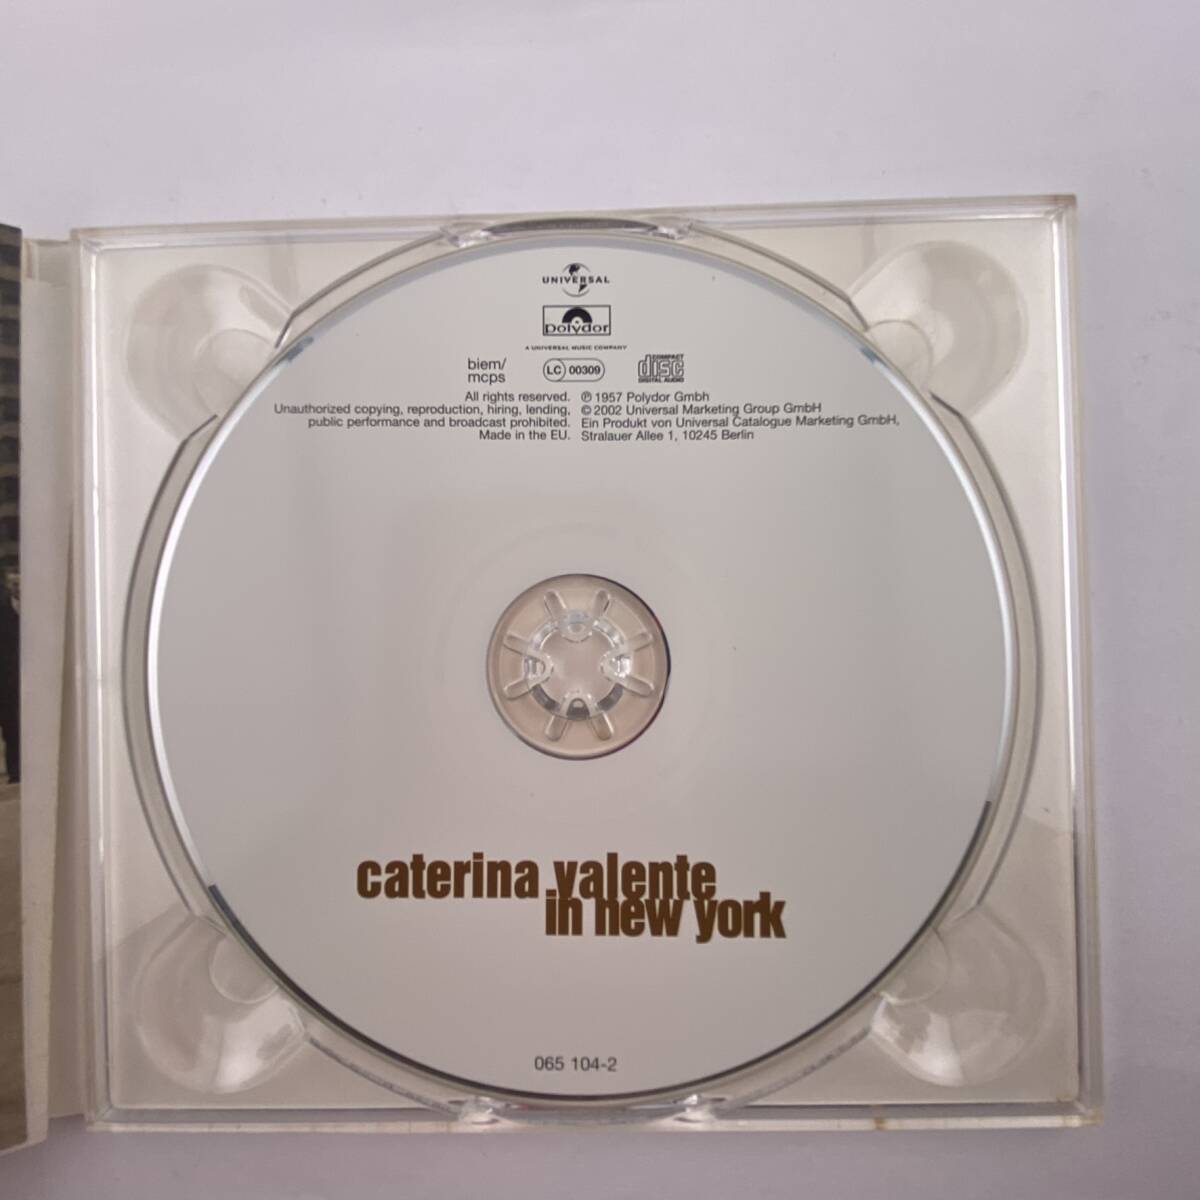 UNIVERSAL
polydor
A UNIVERSAL MUSIC COMPANY
biem/
mcps
LC 00309
COMPACT
disc
DIGITAL AUDIO
All rights reserved.
Unauthorized copying, reproduction, hiring, lending,
public performance and broadcast prohibited.
Made in the EU.
℗ 1957 Polydor Gmbh
© 2002 Universal Marketing Group GmbH
Ein Produkt von Universal Catalogue Marketing GmbH,
Stralauer Allee 1, 10245 Berlin
caterina valente
in new york
065 104-2